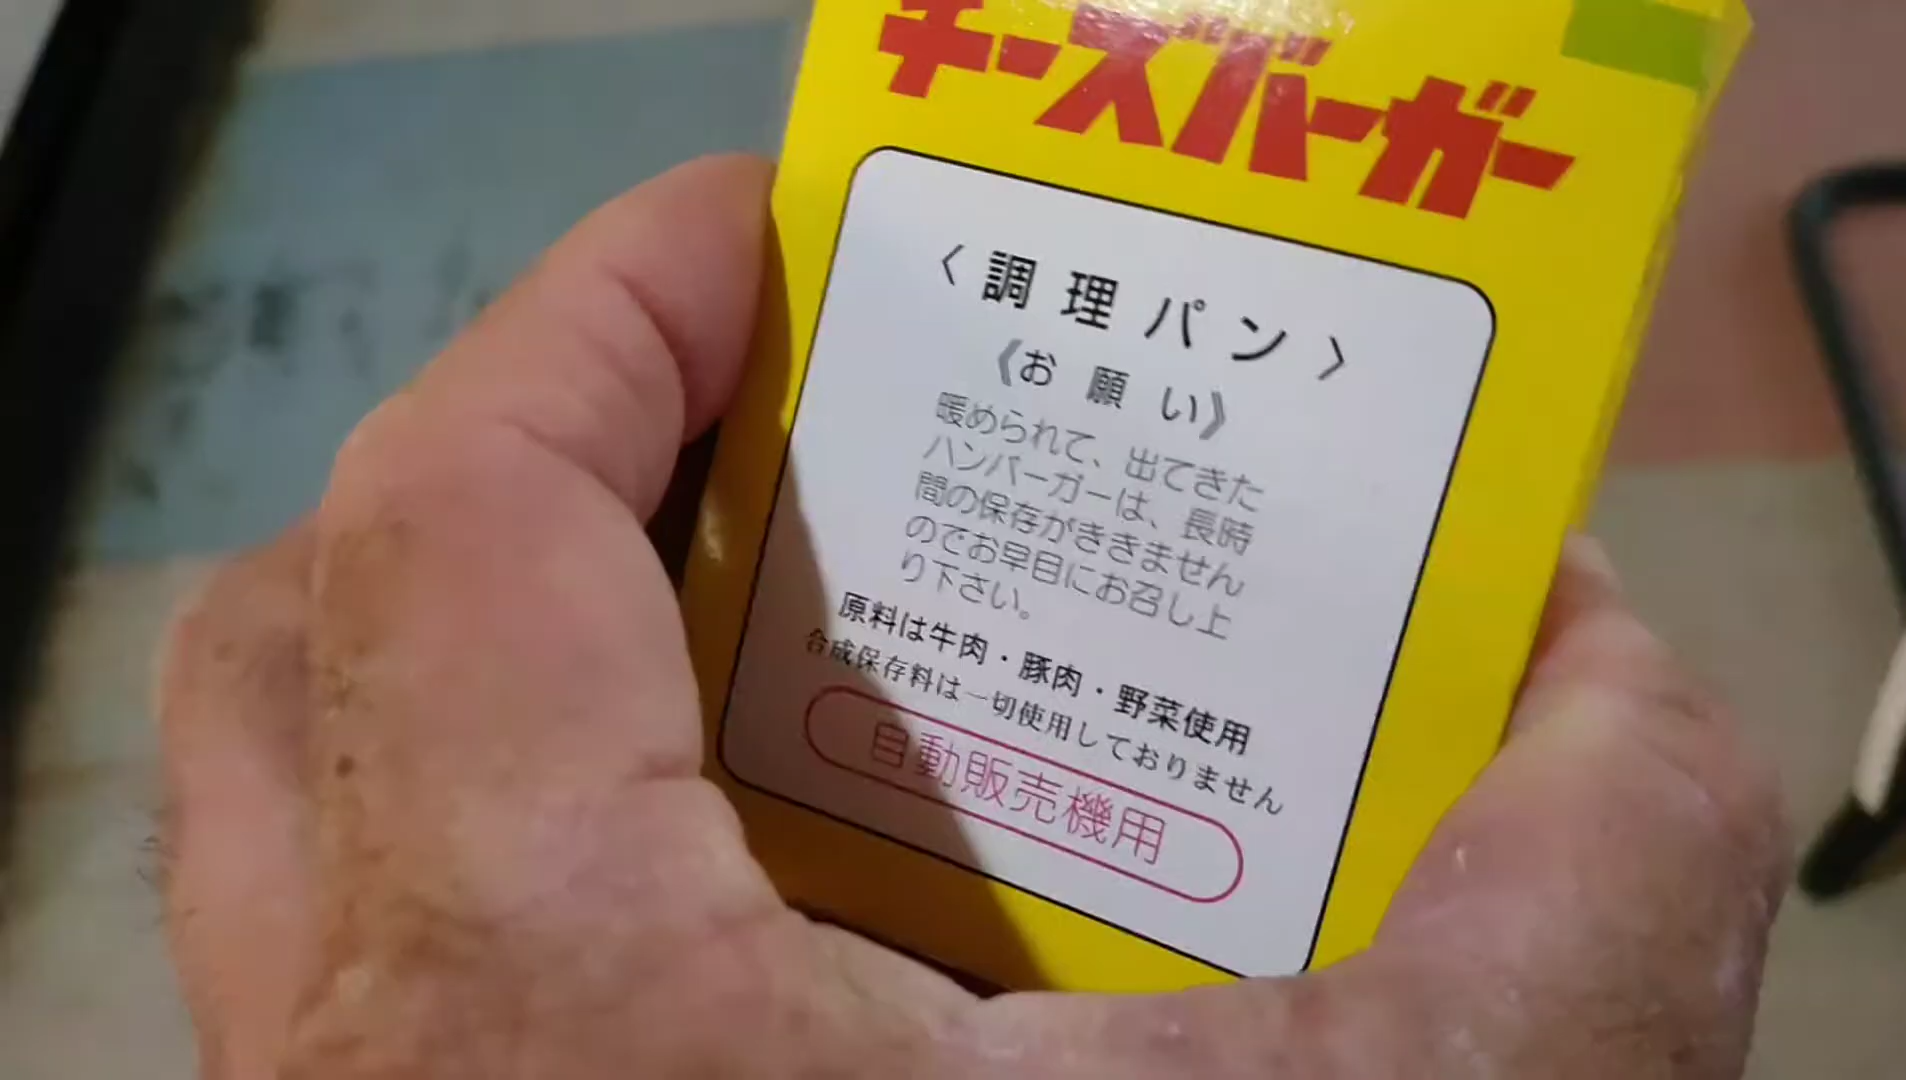 チーズバーガー
〈調理パン〉
《お願い》
暖められて、出てきた
ハンバーガーは、長時
間の保存がききません
のでお早目にお召し上
り下さい。
原料は牛肉・豚肉・野菜使用
合成保存料は一切使用しておりません
自動販売機用